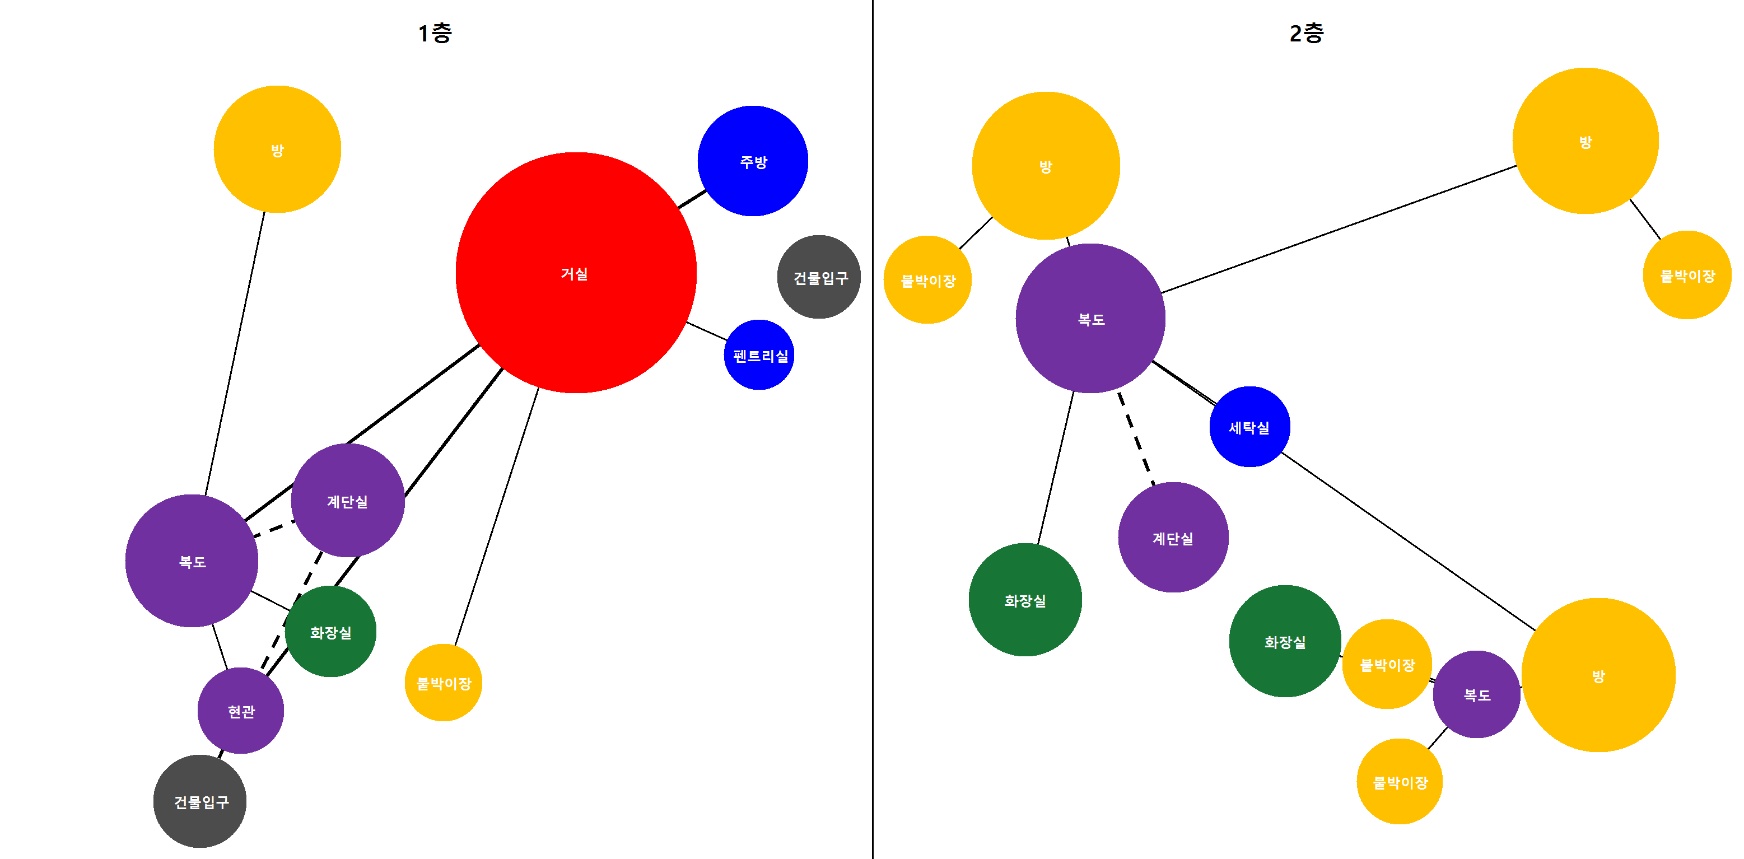 1층
2층
방
주방
거실
건물입구
펜트리실
계단실
복도
화장실
현관
붙박이장
건물입구
방
방
붙박이장
붙박이장
복도
세탁실
계단실
화장실
화장실
붙박이장
복도
방
붙박이장